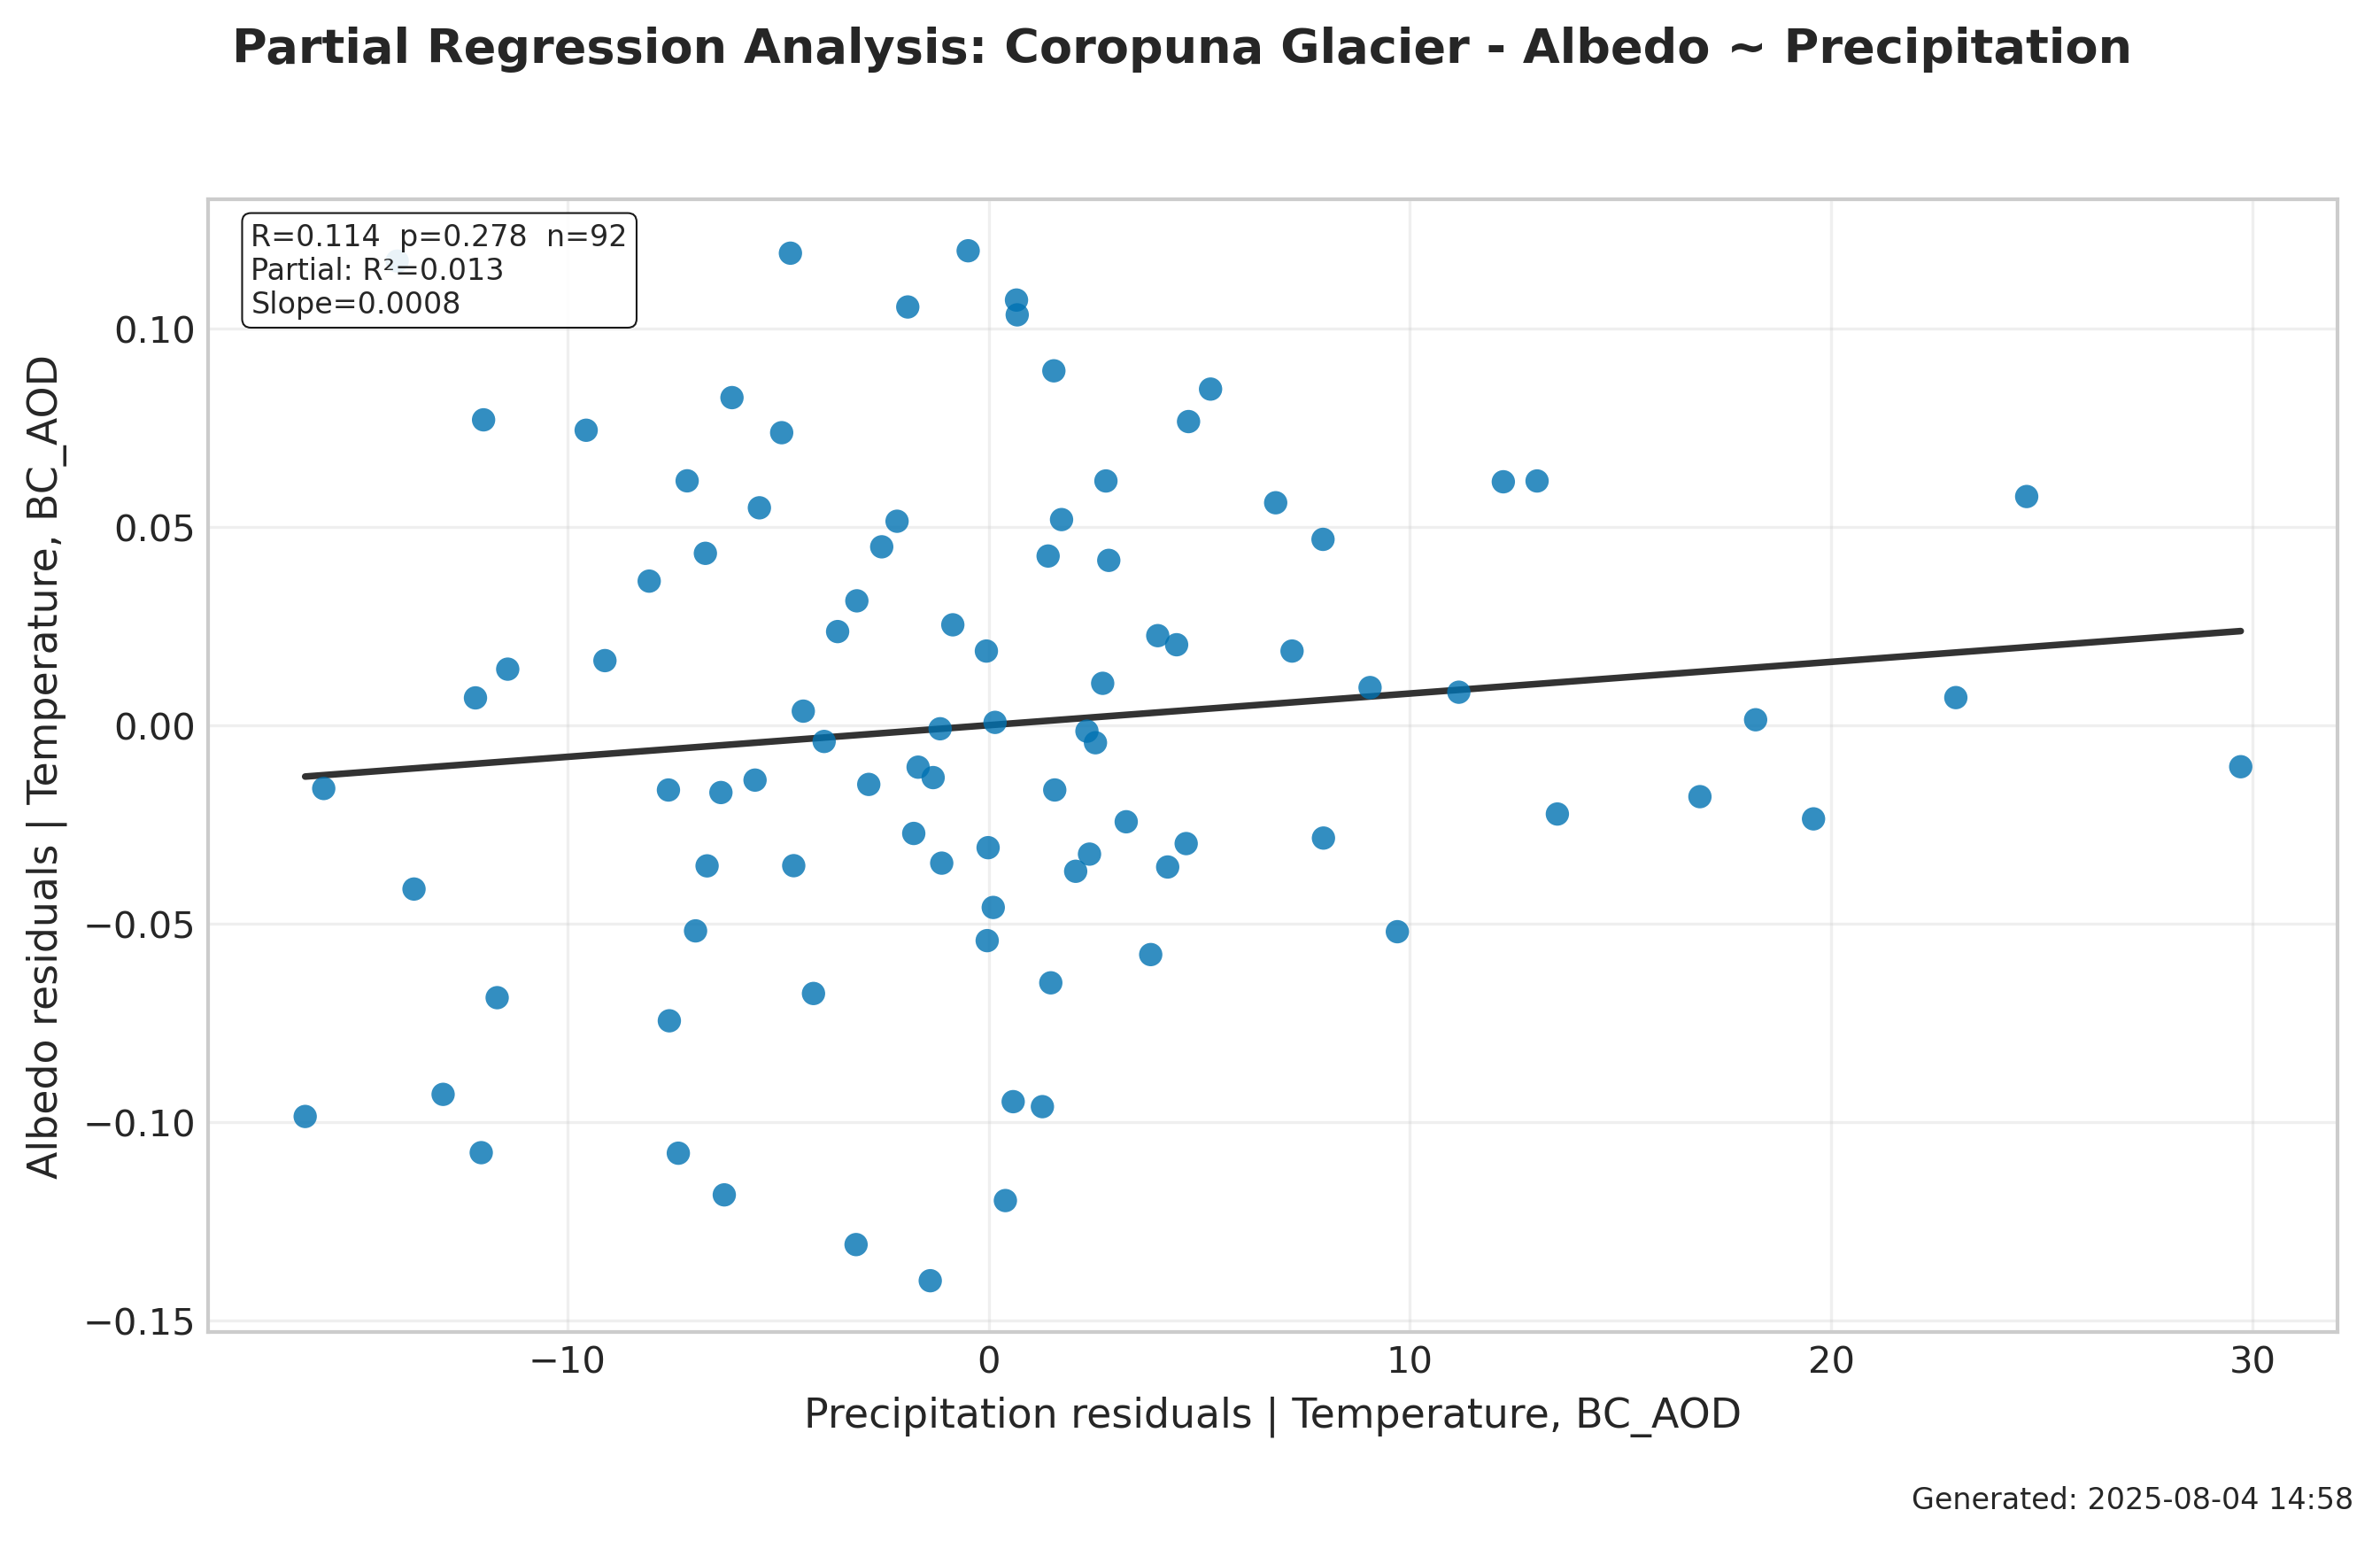 Partial Regression Analysis: Coropuna Glacier - Albedo ~ Precipitation
R=0.114  p=0.278  n=92
Partial: R²=0.013
Slope=0.0008
Albedo residuals | Temperature, BC_AOD
0.10
0.05
0.00
−0.05
−0.10
−0.15
−10
0
10
20
30
Precipitation residuals | Temperature, BC_AOD
Generated: 2025-08-04 14:58